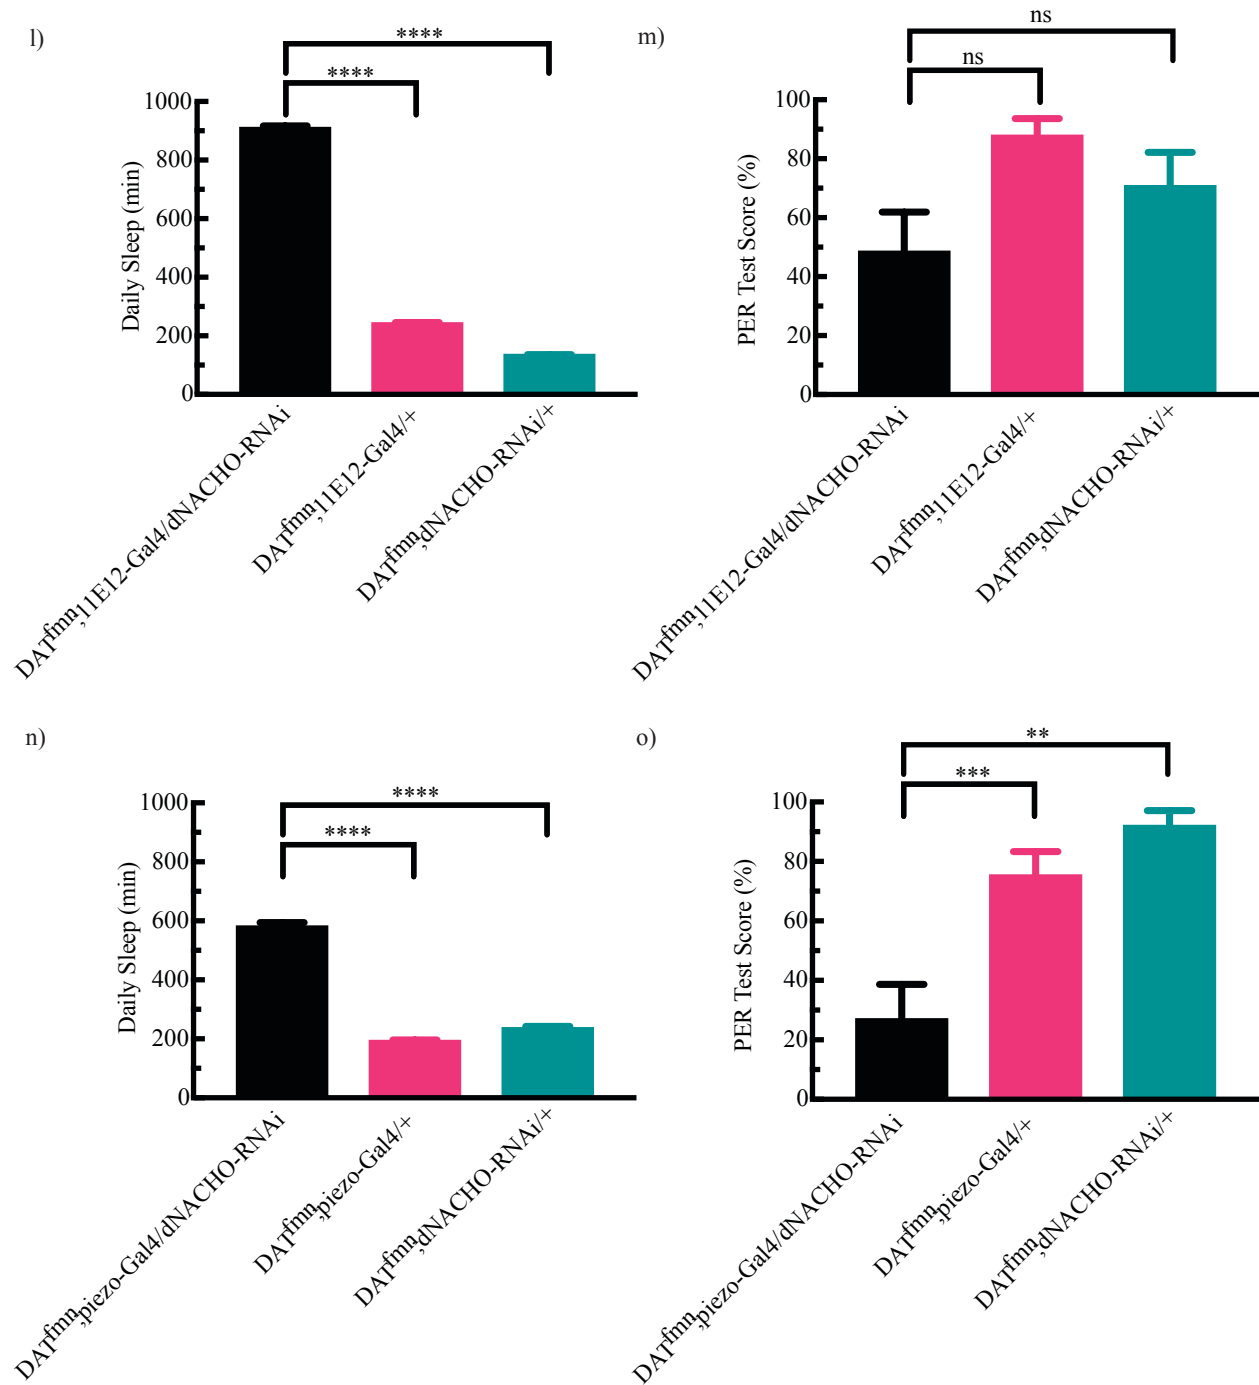 l)
****
****
1000
800
600
400
200
0
Daily Sleep (min)
DATfmn,11E12-Gal4/dNACHO-RNAi
DATfmn,11E12-Gal4/+
DATfmn,dNACHO-RNAi/+
m)
ns
ns
100
80
60
40
20
0
PER Test Score (%)
DATfmn,11E12-Gal4/dNACHO-RNAi
DATfmn,11E12-Gal4/+
DATfmn,dNACHO-RNAi/+
n)
****
****
1000
800
600
400
200
0
Daily Sleep (min)
DATfmn,piezo-Gal4/dNACHO-RNAi
DATfmn,piezo-Gal4/+
DATfmn,dNACHO-RNAi/+
o)
**
***
100
80
60
40
20
0
PER Test Score (%)
DATfmn,piezo-Gal4/dNACHO-RNAi
DATfmn,piezo-Gal4/+
DATfmn,dNACHO-RNAi/+